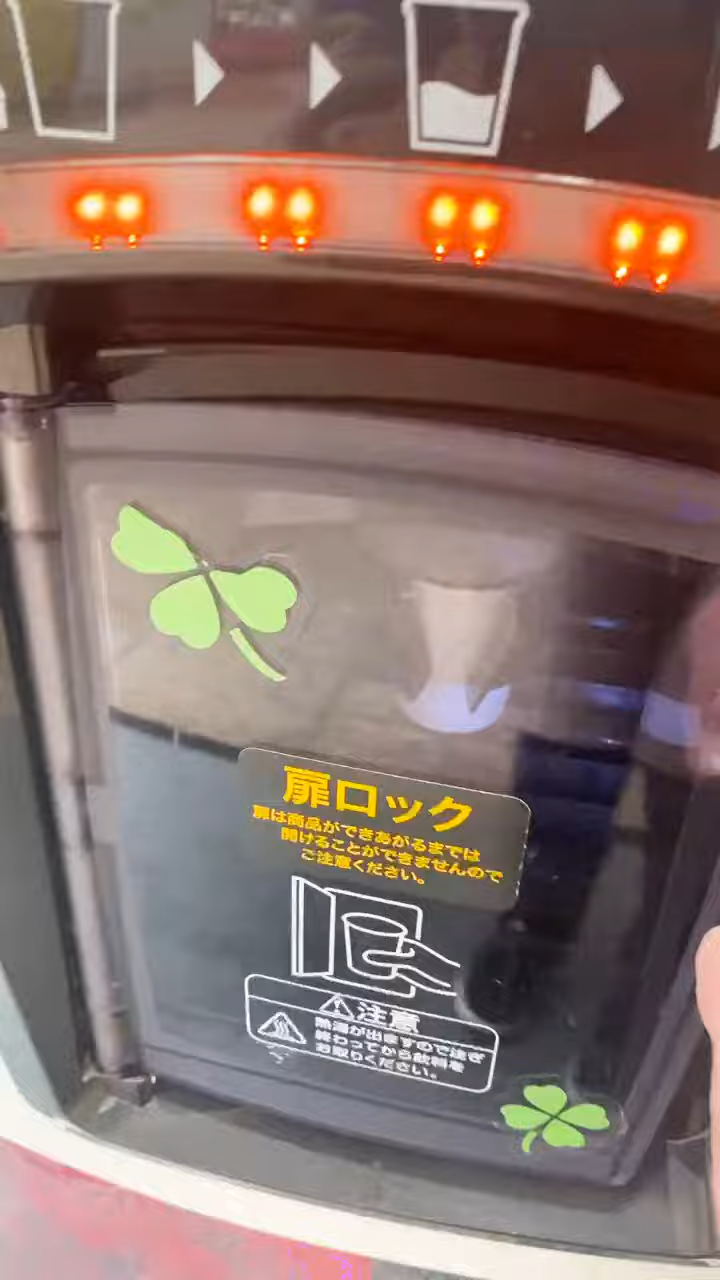 扉ロック
扉は商品ができあがるまでは
開けることができませんので
ご注意ください。
注意
熱湯が出ますので注ぎ
終わってから飲料を
お取りください。